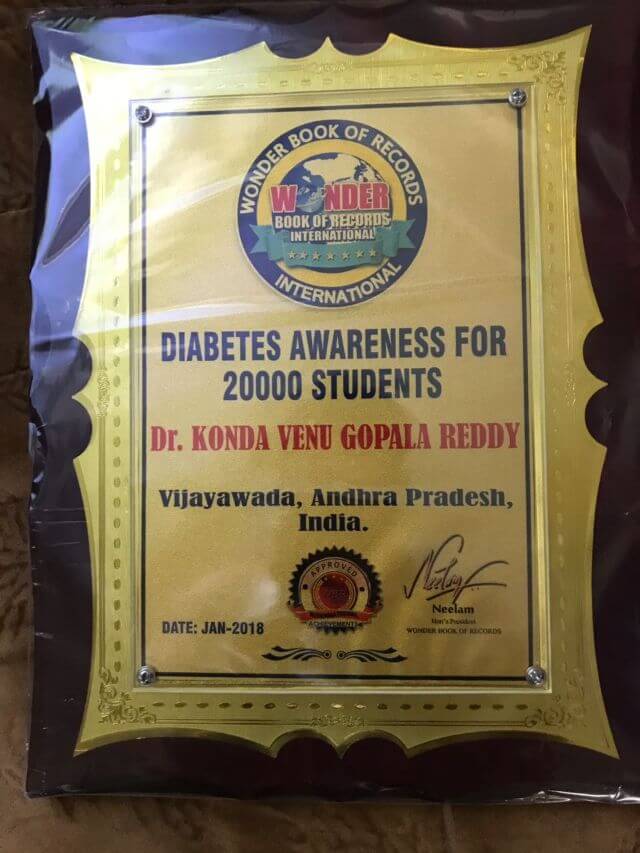 WONDER BOOK OF RECORDS
WONDER
BOOK OF RECORDS
INTERNATIONAL
INTERNATIONAL
DIABETES AWARENESS FOR
20000 STUDENTS
Dr. KONDA VENU GOPALA REDDY
Vijayawada, Andhra Pradesh,
India.
APPROVED
ACHIEVEMENT
Neelam
Hon's President
WONDER BOOK OF RECORDS
DATE: JAN-2018